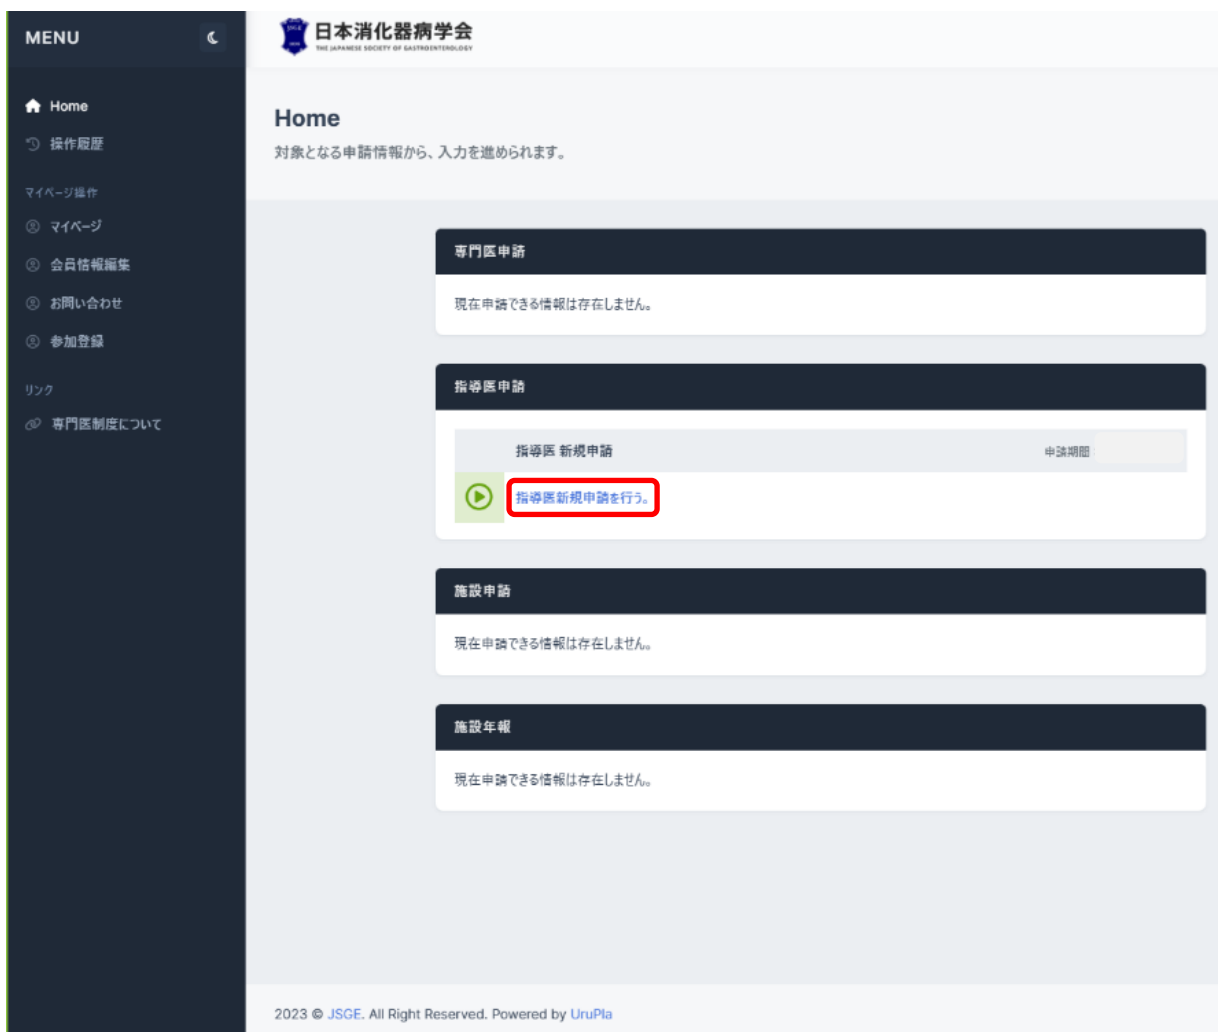 MENU
日本消化器病学会
THE JAPANESE SOCIETY OF GASTROENTEROLOGY
Home
操作履歴
マイページ操作
マイページ
会員情報編集
お問い合わせ
参加登録
リンク
専門医制度について
Home
対象となる申請情報から、入力を進められます。
専門医申請
現在申請できる情報は存在しません。
指導医申請
指導医 新規申請
申請期間
指導医新規申請を行う。
施設申請
現在申請できる情報は存在しません。
施設年報
現在申請できる情報は存在しません。
2023 © JSGE. All Right Reserved. Powered by UruPla